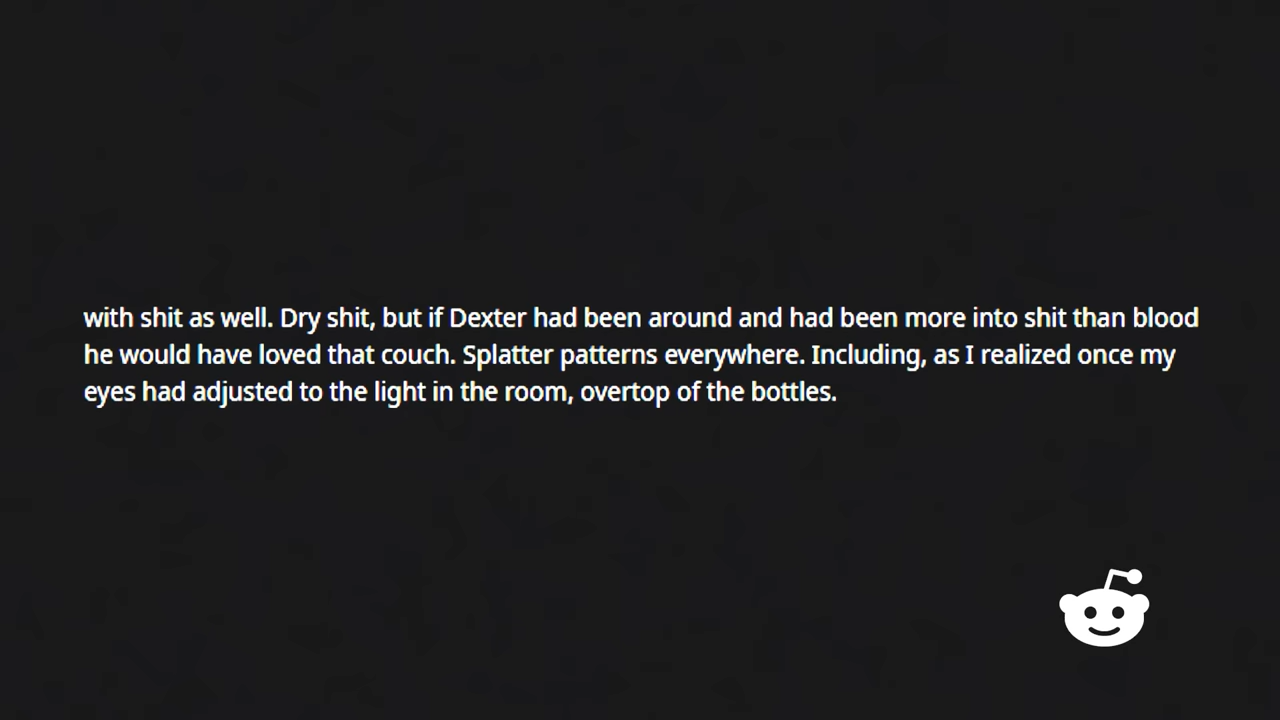 with shit as well. Dry shit, but if Dexter had been around and had been more into shit than blood
he would have loved that couch. Splatter patterns everywhere. Including, as I realized once my
eyes had adjusted to the light in the room, overtop of the bottles.